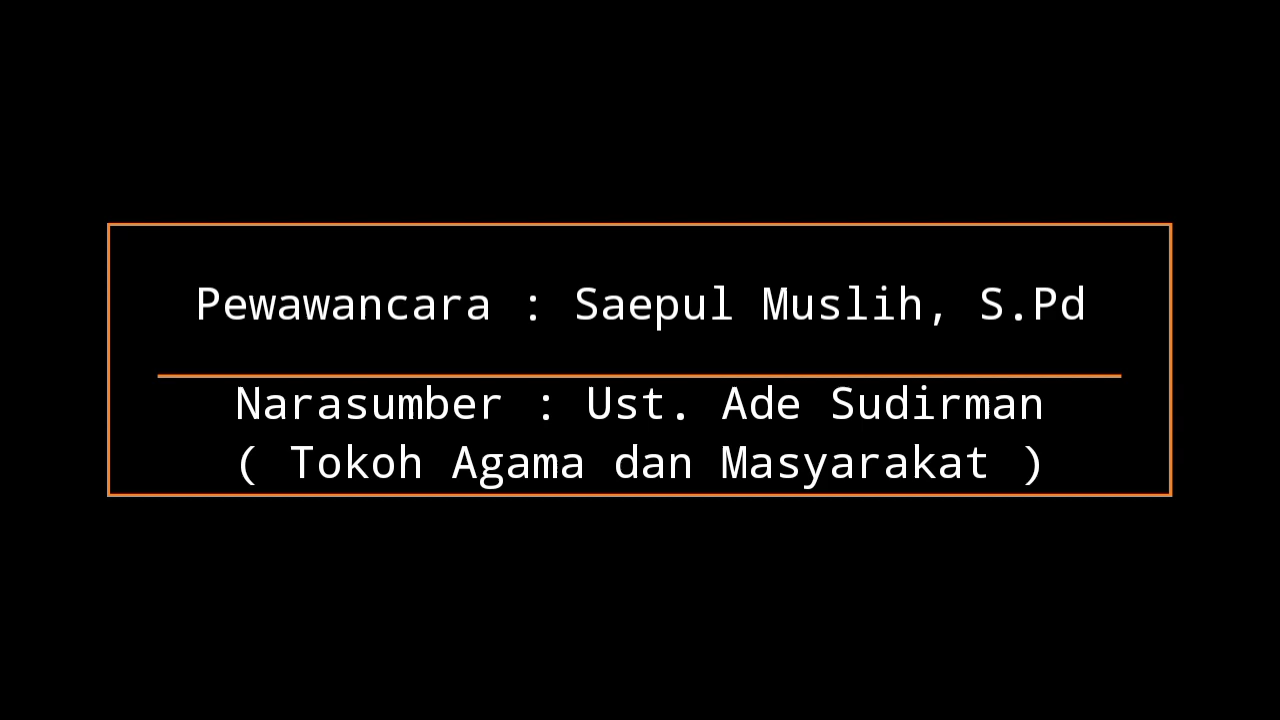 Pewawancara : Saepul Muslih, S.Pd
Narasumber : Ust. Ade Sudirman
( Tokoh Agama dan Masyarakat )